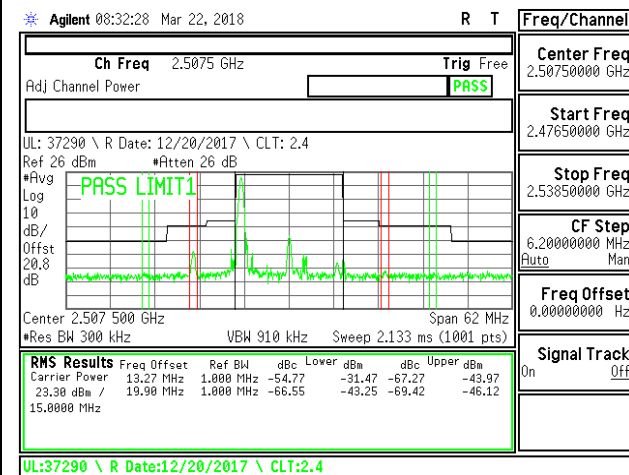 Agilent 08:32:28 Mar 22, 2018 R T
Freq/Channel
Ch Freq 2.5075 GHz Trig Free
Center Freq
2.50750000 GHz
Adj Channel Power PASS
Start Freq
2.47650000 GHz
UL: 37290 \ R Date: 12/20/2017 \ CLT: 2.4
Ref 26 dBm #Atten 26 dB
#Avg
Log
10
dB/
Offst
20.8
dB
PASS LIMIT1
Stop Freq
2.53850000 GHz
CF Step
6.20000000 MHz
Auto Man
Freq Offset
0.00000000 Hz
Center 2.507 500 GHz Span 62 MHz
#Res BW 300 kHz VBW 910 kHz Sweep 2.133 ms (1001 pts)
Signal Track
On Off
RMS Results Freq Offset Ref BW dBc Lower dBm dBc Upper dBm
Carrier Power 13.27 MHz 1.000 MHz -54.77 -31.47 -67.27 -43.97
23.30 dBm / 19.90 MHz 1.000 MHz -66.55 -43.25 -69.42 -46.12
15.0000 MHz
UL:37290 \ R Date:12/20/2017 \ CLT:2.4